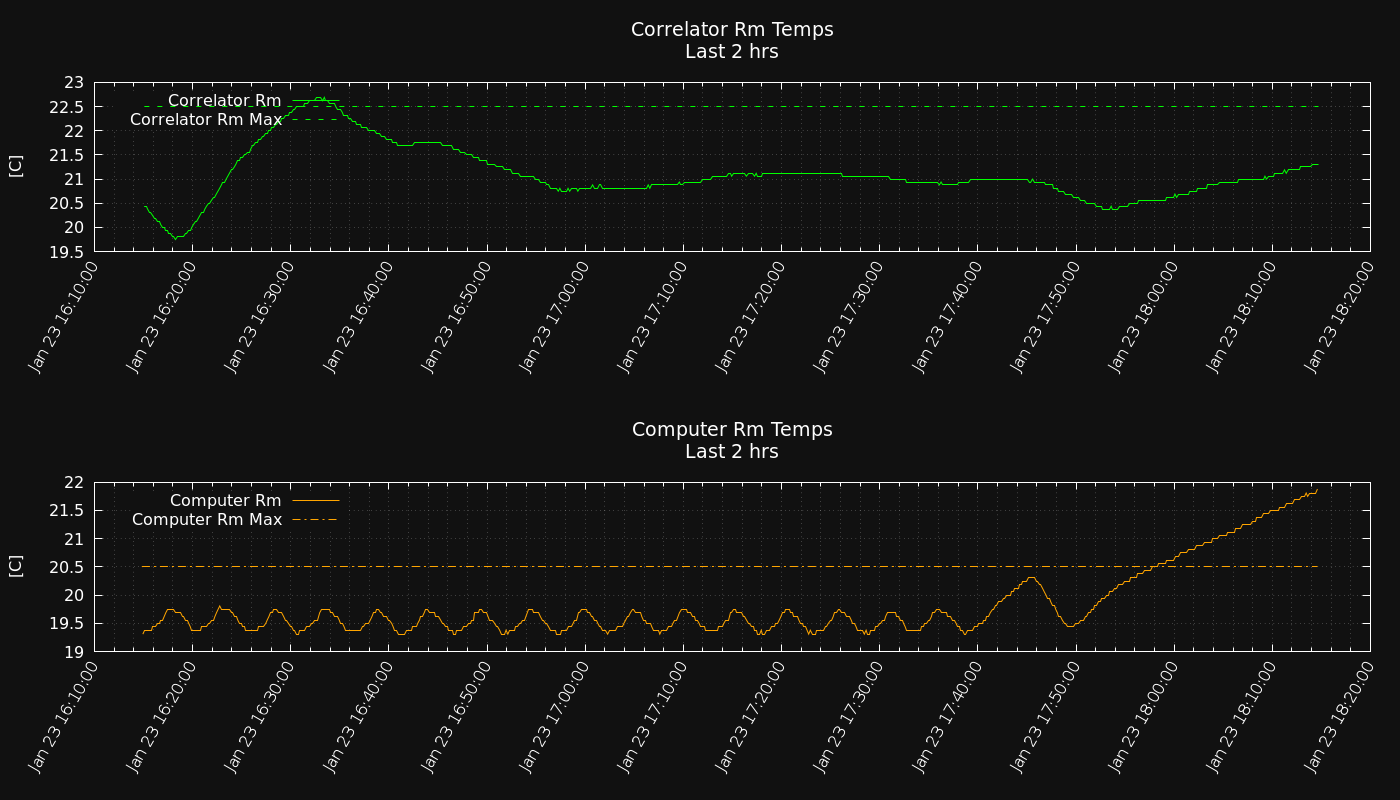 Correlator Rm Temps
Last 2 hrs
23
22.5
22
21.5
21
20.5
20
19.5
[C]
Correlator Rm
Correlator Rm Max
Jan 23 16:10:00
Jan 23 16:20:00
Jan 23 16:30:00
Jan 23 16:40:00
Jan 23 16:50:00
Jan 23 17:00:00
Jan 23 17:10:00
Jan 23 17:20:00
Jan 23 17:30:00
Jan 23 17:40:00
Jan 23 17:50:00
Jan 23 18:00:00
Jan 23 18:10:00
Jan 23 18:20:00
Computer Rm Temps
Last 2 hrs
22
21.5
21
20.5
20
19.5
19
[C]
Computer Rm
Computer Rm Max
Jan 23 16:10:00
Jan 23 16:20:00
Jan 23 16:30:00
Jan 23 16:40:00
Jan 23 16:50:00
Jan 23 17:00:00
Jan 23 17:10:00
Jan 23 17:20:00
Jan 23 17:30:00
Jan 23 17:40:00
Jan 23 17:50:00
Jan 23 18:00:00
Jan 23 18:10:00
Jan 23 18:20:00